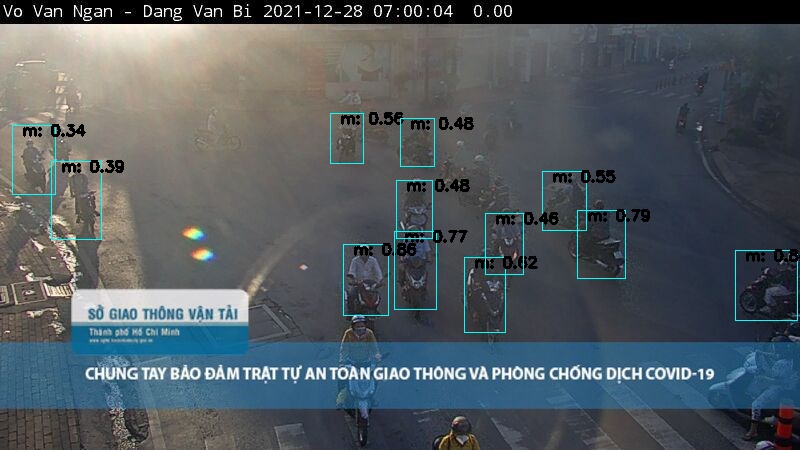 Vo Van Ngan - Dang Van Bi 2021-12-28 07:00:04 0.00
m: 0.34
m: 0.39
m: 0.56
m: 0.48
m: 0.48
m: 0.55
m: 0.46
m: 0.79
m: 0.77
m: 0.86
m: 0.62
m: 0.8
SỞ GIAO THÔNG VẬN TẢI
Thành phố Hồ Chí Minh
CHUNG TAY BẢO ĐẢM TRẬT TỰ AN TOÀN GIAO THÔNG VÀ PHÒNG CHỐNG DỊCH COVID-19